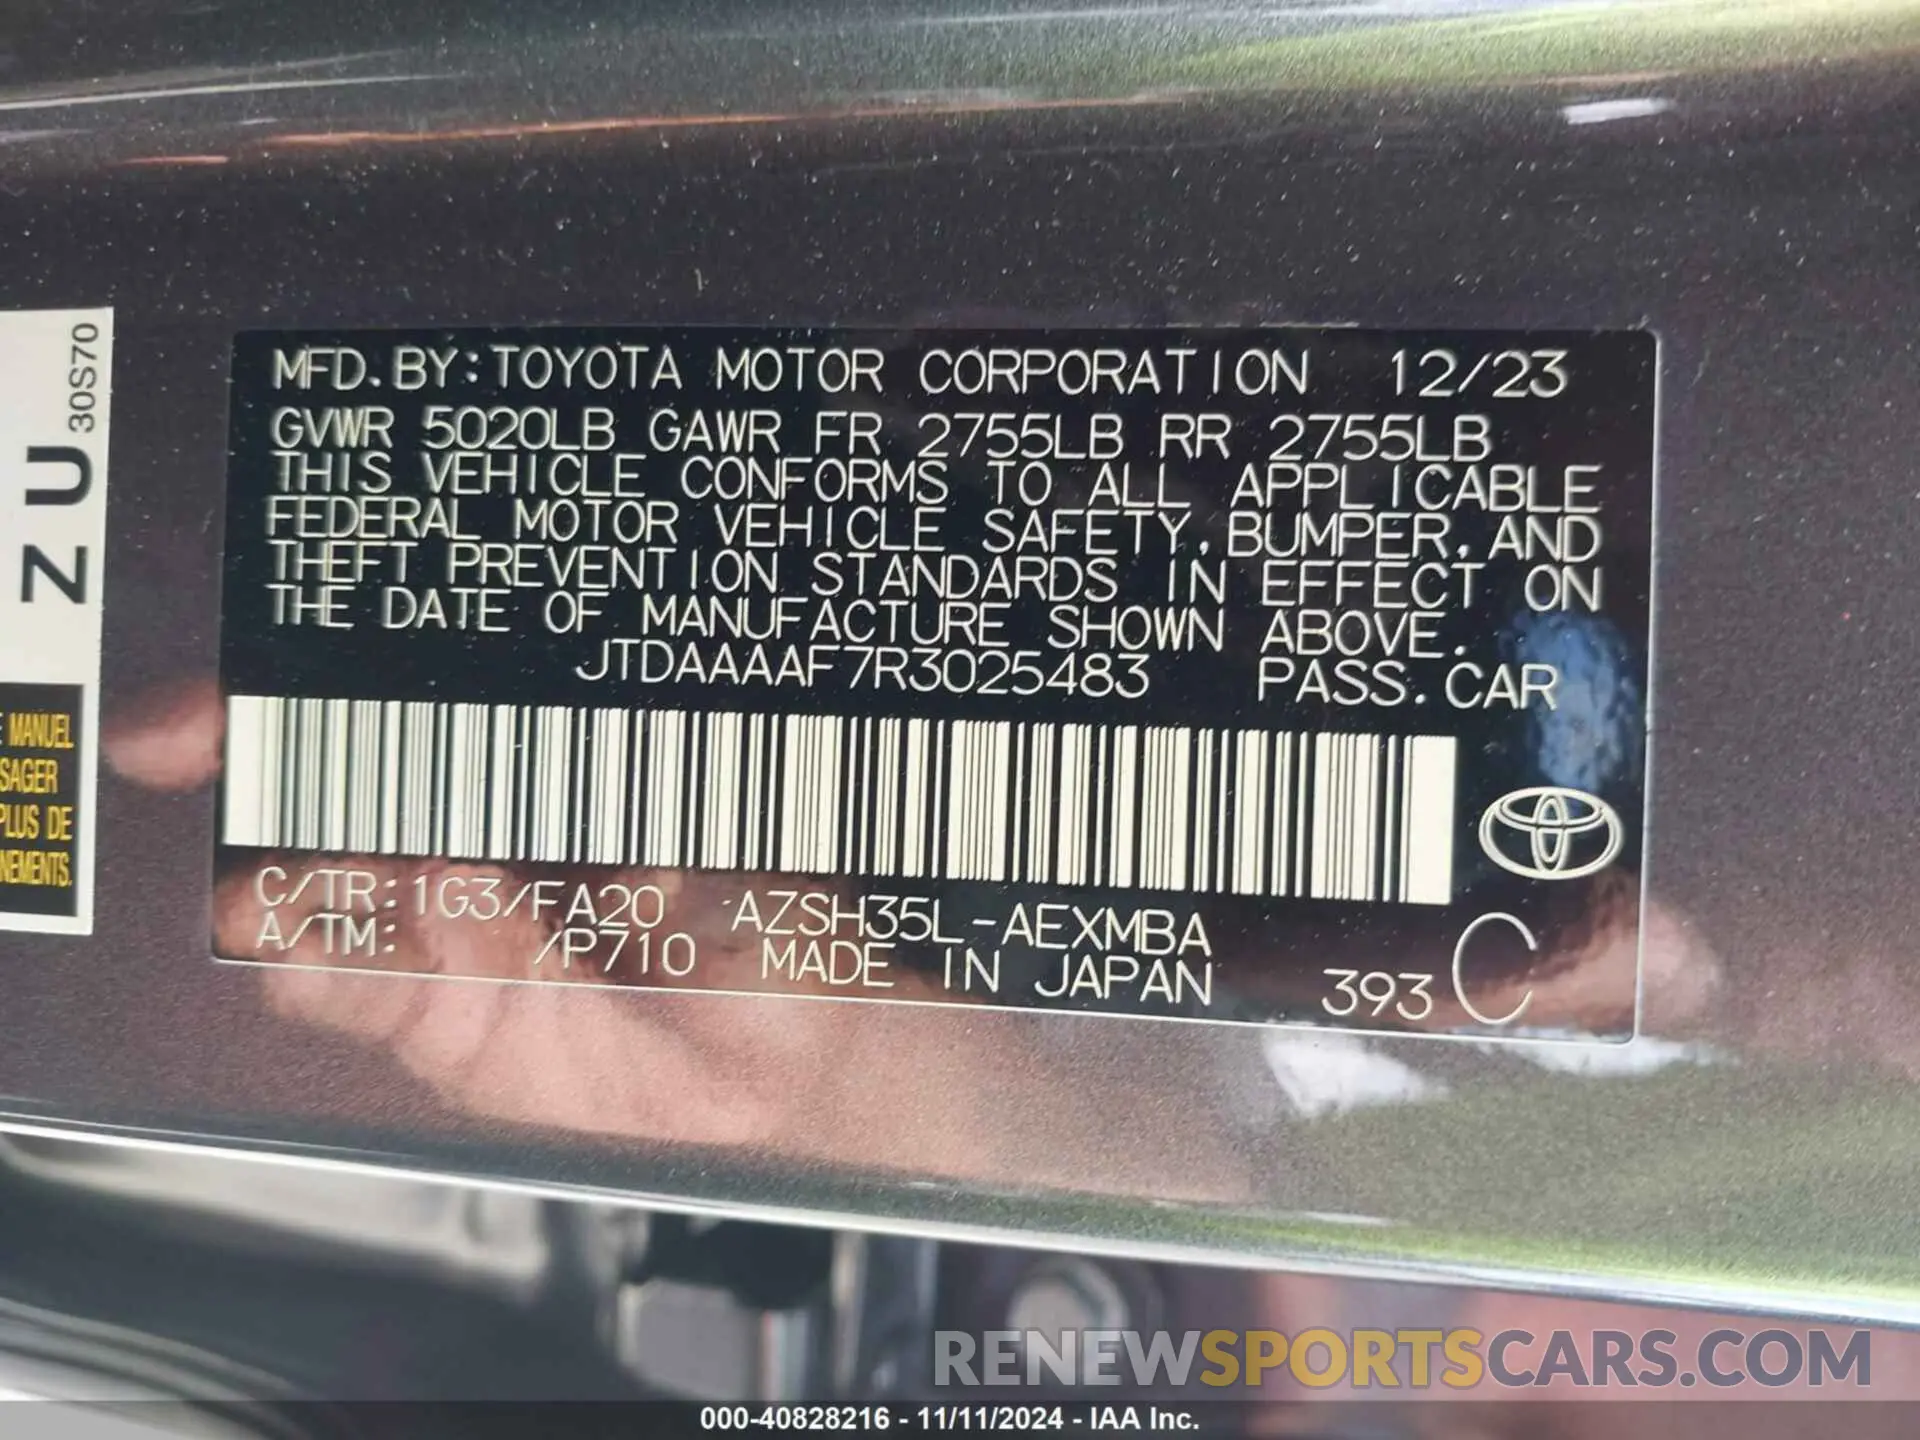 MFD. BY: TOYOTA MOTOR CORPORATION 12/23
GVWR 5020LB GAWR FR 2755LB RR 2755LB
THIS VEHICLE CONFORMS TO ALL APPLICABLE
FEDERAL MOTOR VEHICLE SAFETY, BUMPER, AND
THEFT PREVENTION STANDARDS IN EFFECT ON
THE DATE OF MANUFACTURE SHOWN ABOVE.
JTDAAAAF7R3025483 PASS. CAR
C/TR: 1G3/FA20 AZSH35L-AEXMBA
A/TM: /P710 MADE IN JAPAN 393 C
ZU 30S70
E MANUEL
SAGER
PLUS DE
NEMENTS.
RENEWSPORTSCARS.COM
000-40828216 - 11/11/2024 - IAA Inc.